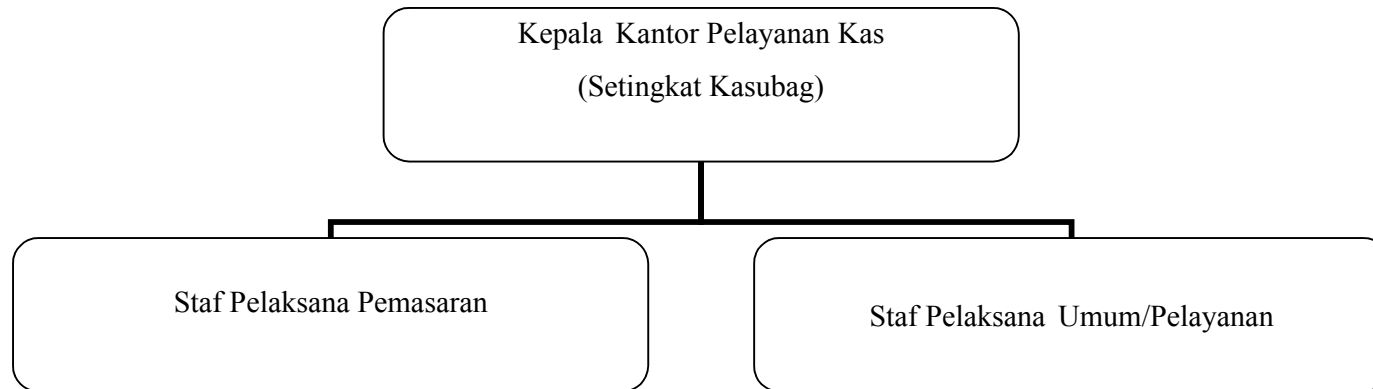 Kepala Kantor Pelayanan Kas
(Setingkat Kasubag)
Staf Pelaksana Pemasaran
Staf Pelaksana Umum/Pelayanan